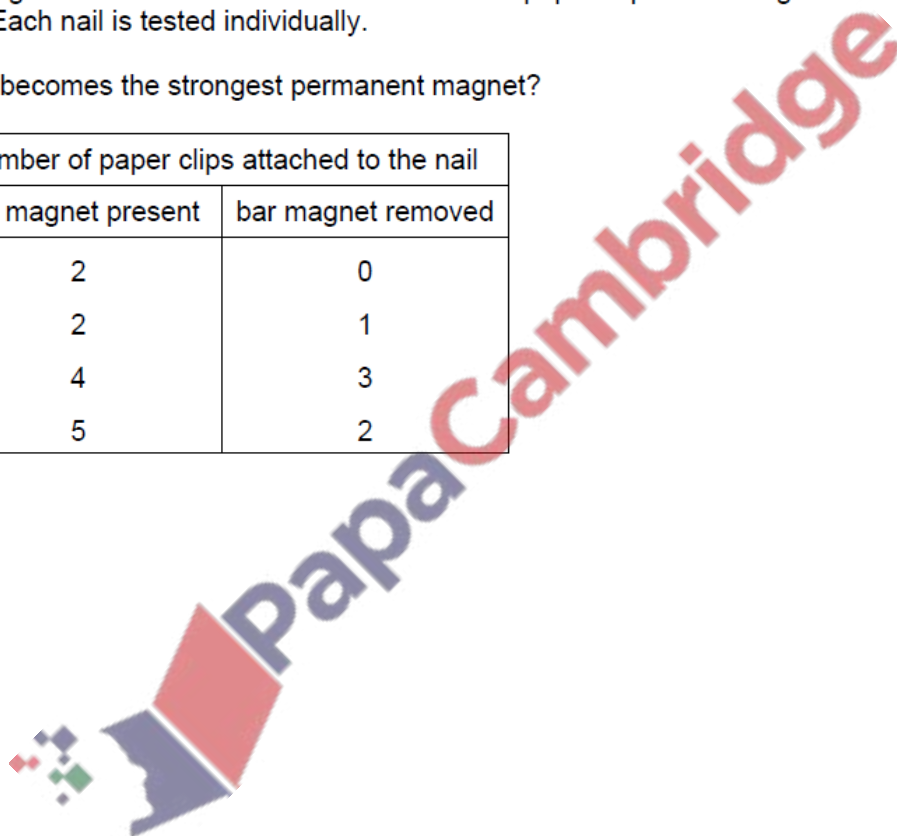 Each nail is tested individually.
becomes the strongest permanent magnet?
mber of paper clips attached to the nail
magnet present bar magnet removed
2 0
2 1
4 3
5 2
PapaCambridge